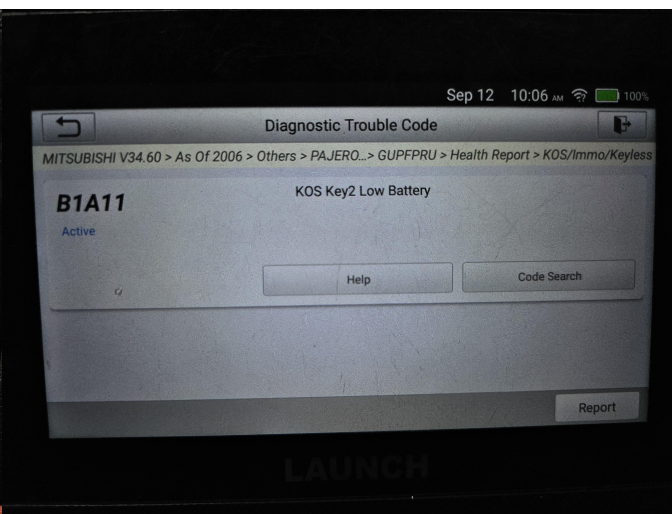 Sep 12 10:06 AM 100%
Diagnostic Trouble Code
MITSUBISHI V34.60 > As Of 2006 > Others > PAJERO...> GUPFPRU > Health Report > KOS/Immo/Keyless
B1A11 KOS Key2 Low Battery
Active
Help Code Search
Report
LAUNCH